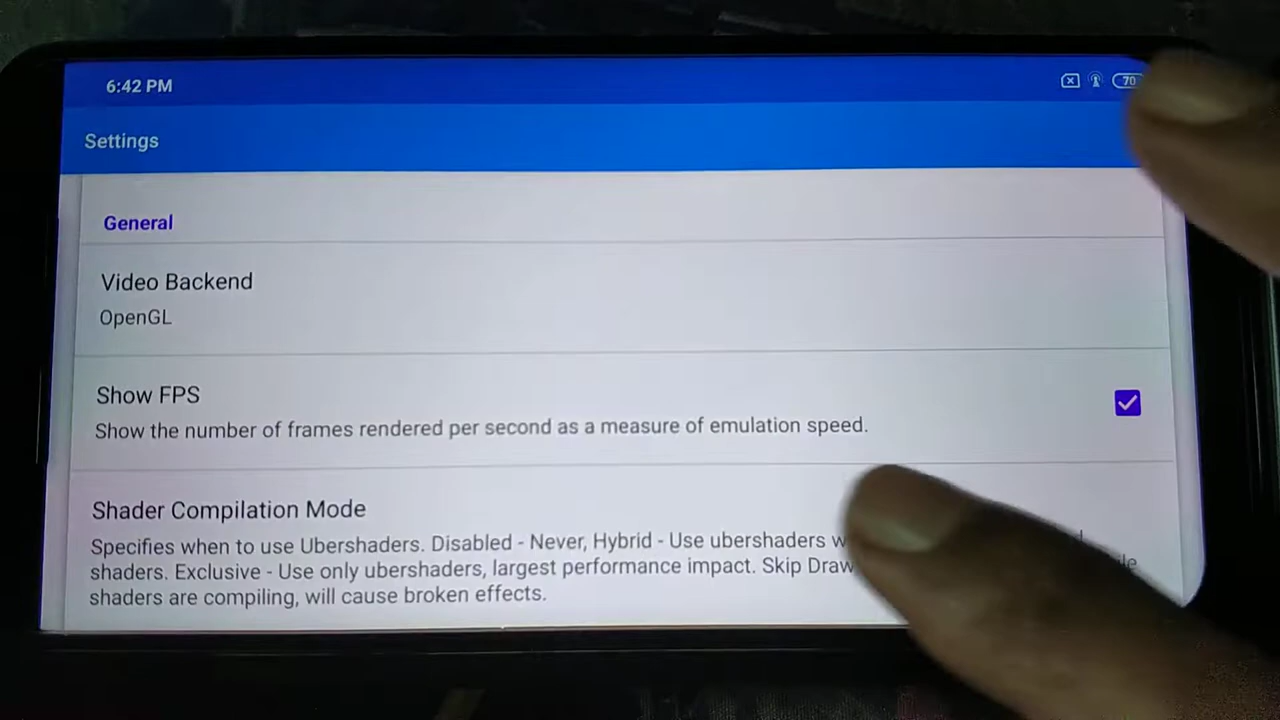 6:42 PM
70
Settings
General
Video Backend
OpenGL
Show FPS
Show the number of frames rendered per second as a measure of emulation speed.
Shader Compilation Mode
Specifies when to use Ubershaders. Disabled - Never, Hybrid - Use ubershaders
shaders. Exclusive - Use only ubershaders, largest performance impact. Skip Draw
shaders are compiling, will cause broken effects.